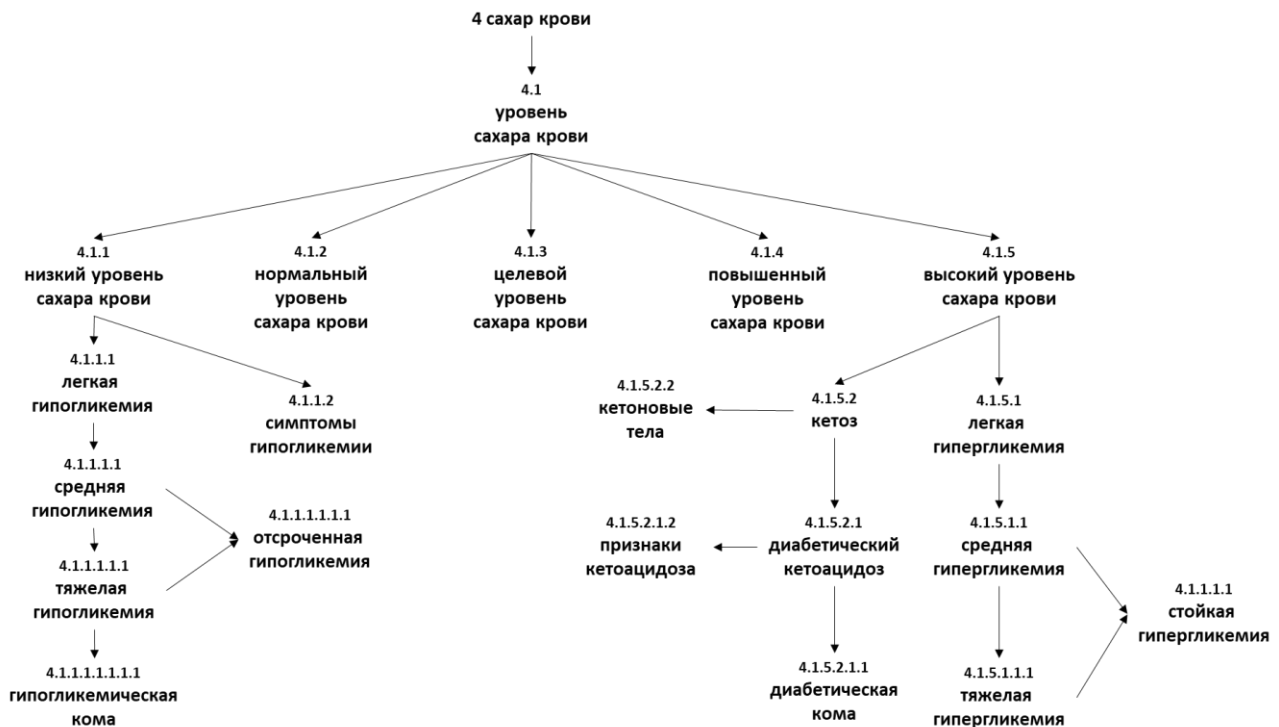 4 сахар крови
4.1
уровень
сахара крови
4.1.1
низкий уровень
сахара крови
4.1.2
нормальный
уровень
сахара крови
4.1.3
целевой
уровень
сахара крови
4.1.4
повышенный
уровень
сахара крови
4.1.5
высокий уровень
сахара крови
4.1.1.1
легкая
гипогликемия
4.1.1.2
симптомы
гипогликемии
4.1.5.2.2
кетоновые
тела
4.1.5.2
кетоз
4.1.5.1
легкая
гипергликемия
4.1.1.1.1
средняя
гипогликемия
4.1.1.1.1.1.1
отсроченная
гипогликемия
4.1.5.2.1.2
признаки
кетоацидоза
4.1.5.2.1
диабетический
кетоацидоз
4.1.5.1.1
средняя
гипергликемия
4.1.1.1.1.1
тяжелая
гипогликемия
4.1.1.1.1
стойкая
гипергликемия
4.1.1.1.1.1.1.1
гипогликемическая
кома
4.1.5.2.1.1
диабетическая
кома
4.1.5.1.1.1
тяжелая
гипергликемия